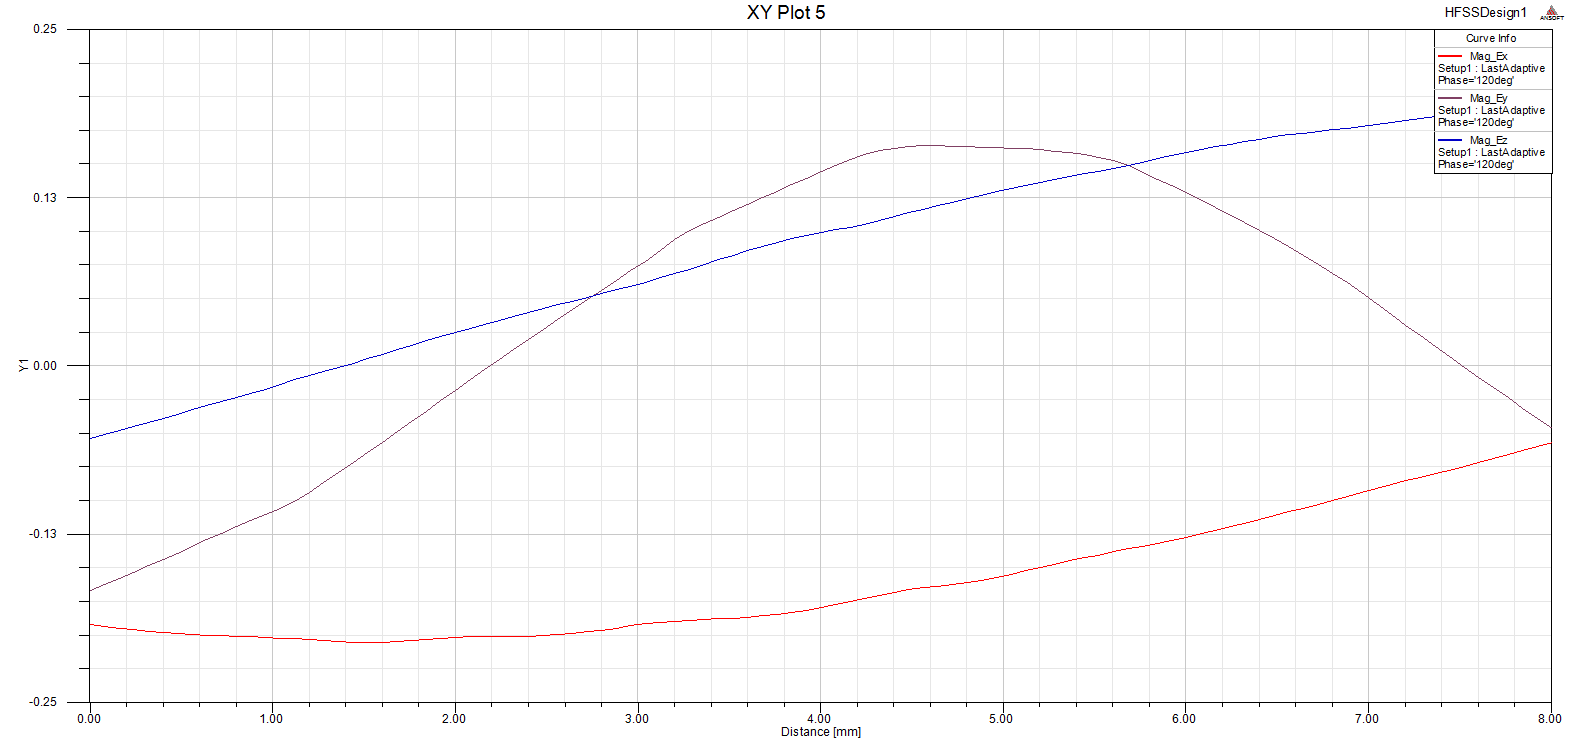 XY Plot 5
HFSSDesign1
ANSOFT
Curve Info
Mag_Ex
Setup1 : LastAdaptive
Phase='120deg'
Mag_Ey
Setup1 : LastAdaptive
Phase='120deg'
Mag_Ez
Setup1 : LastAdaptive
Phase='120deg'
0.25
0.13
0.00
-0.13
-0.25
Y1
0.00 1.00 2.00 3.00 4.00 5.00 6.00 7.00 8.00
Distance [mm]